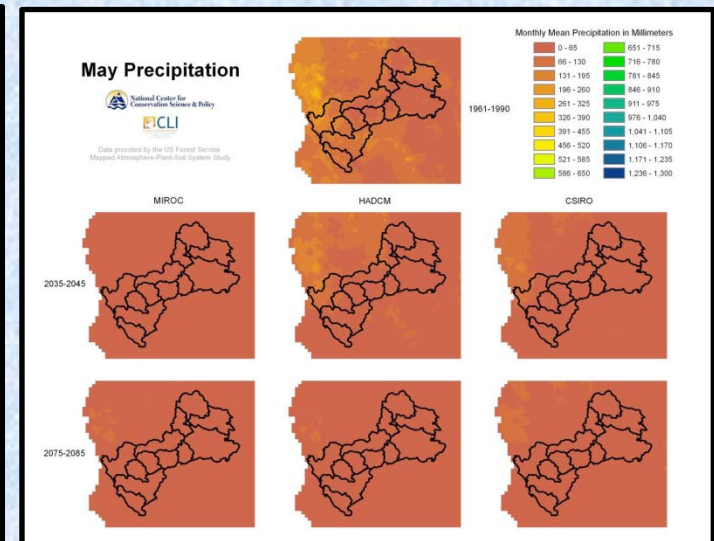 May Precipitation
National Center for
Conservation Science & Policy
CLI
Data provided by the US Forest Service
Mapped Atmosphere-Plant-Soil System Study
1961-1990
Monthly Mean Precipitation in Millimeters
0 - 65
66 - 130
131 - 195
196 - 260
261 - 325
326 - 390
391 - 455
456 - 520
521 - 585
586 - 650
651 - 715
716 - 780
781 - 845
846 - 910
911 - 975
976 - 1,040
1,041 - 1,105
1,106 - 1,170
1,171 - 1,235
1,236 - 1,300
MIROC
HADCM
CSIRO
2035-2045
2075-2085